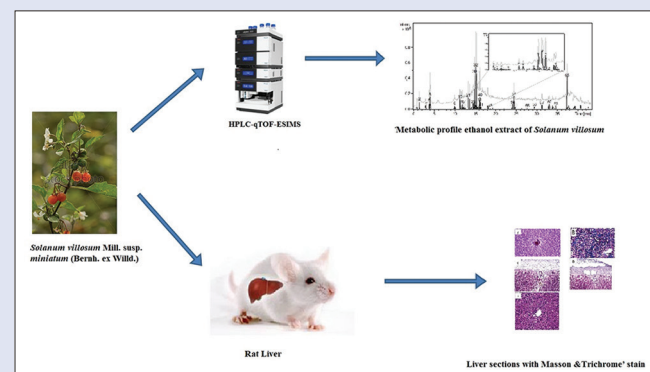 HPLC-qTOF-ESIMS
'Metabolic profile ethanol extract of Solanum villosum
Solanum villosum Mill. susp.
miniatum (Bernh. ex Willd.)
Rat Liver
Liver sections with Masson &Trichrome' stain